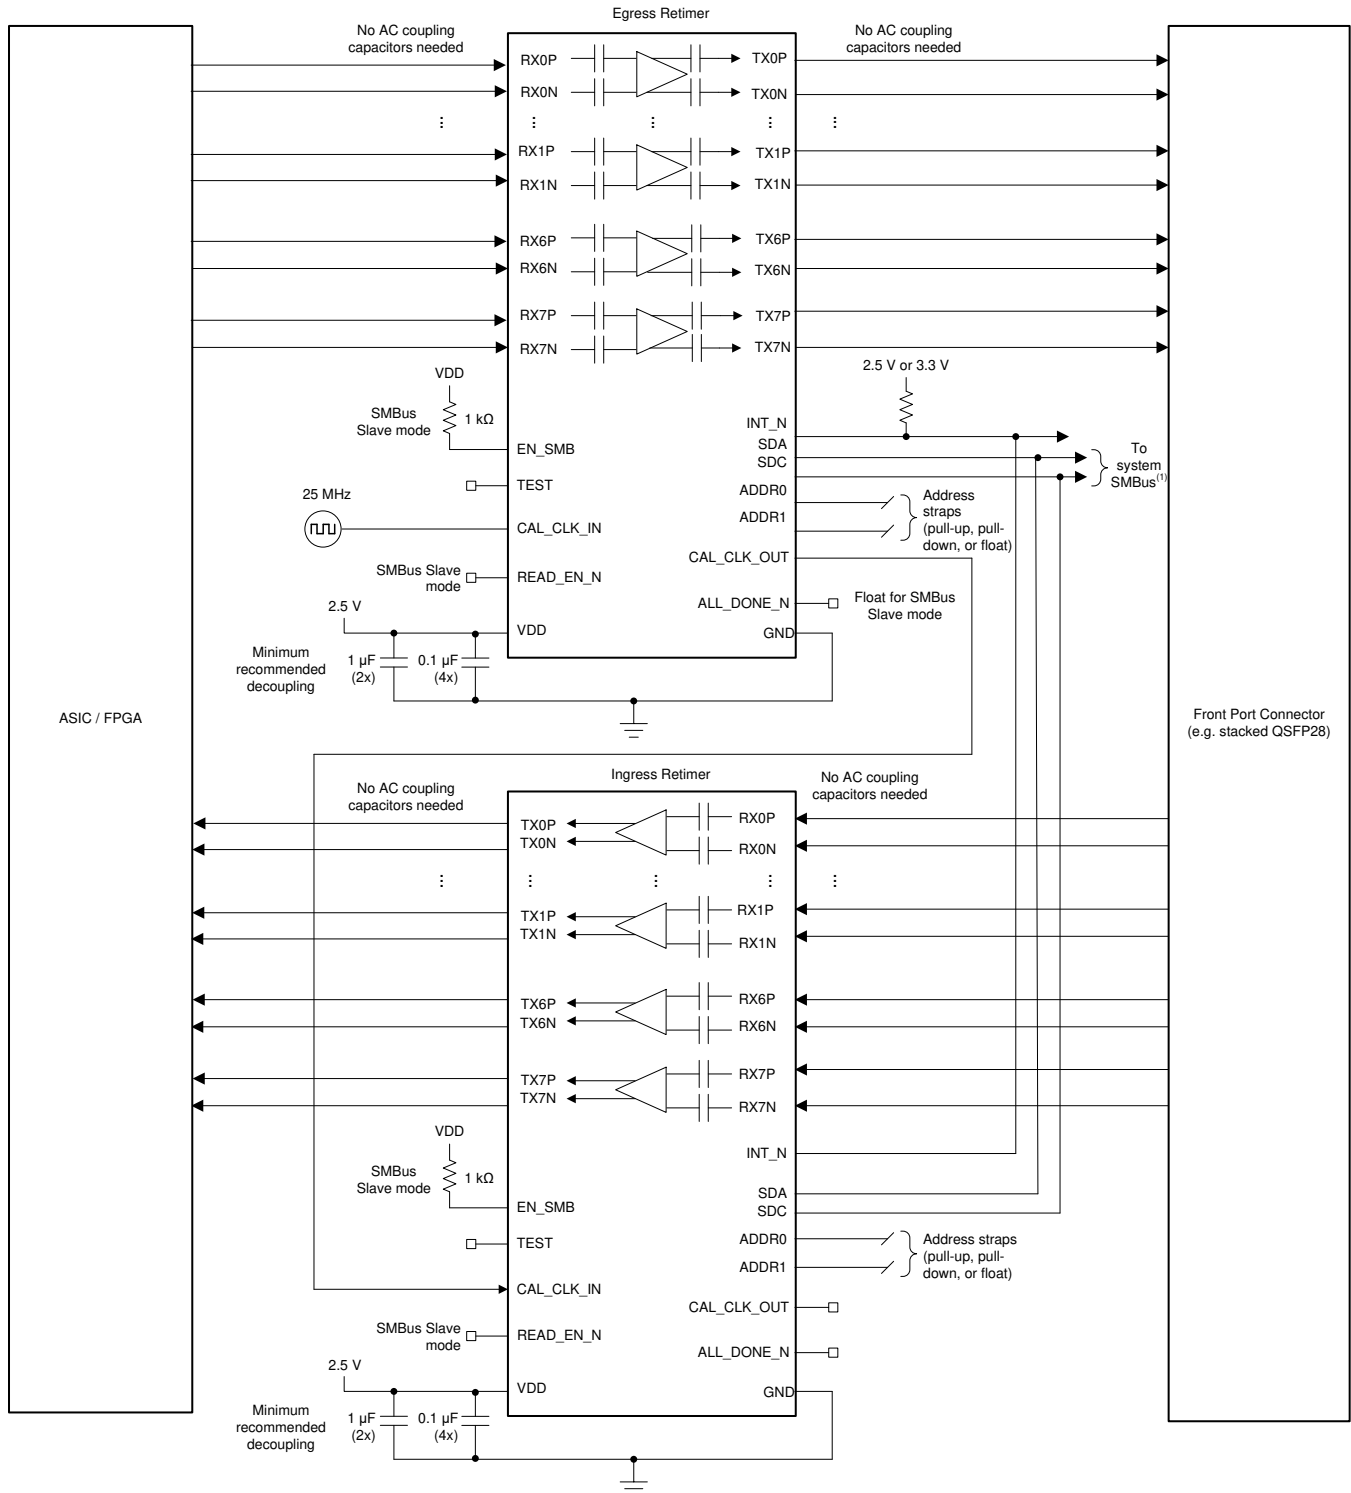 Egress Retimer
No AC coupling
capacitors needed
No AC coupling
capacitors needed
RX0P
TX0P
RX0N
TX0N
⋮ ⋮ ⋮ ⋮ ⋮
RX1P
TX1P
RX1N
TX1N
RX6P
TX6P
RX6N
TX6N
RX7P
TX7P
RX7N
TX7N
VDD
2.5 V or 3.3 V
SMBus
Slave mode
1 kΩ
INT_N
EN_SMB
SDA
SDC
To
system
SMBus(1)
TEST
25 MHz
ADDR0
ADDR1
Address
straps
(pull-up, pull-
down, or float)
CAL_CLK_IN
CAL_CLK_OUT
SMBus Slave
mode
READ_EN_N
ALL_DONE_N
Float for SMBus
Slave mode
2.5 V
VDD
GND
Minimum
recommended
decoupling
1 μF
(2x)
0.1 μF
(4x)
ASIC / FPGA
Front Port Connector
(e.g. stacked QSFP28)
Ingress Retimer
No AC coupling
capacitors needed
No AC coupling
capacitors needed
TX0P
RX0P
TX0N
RX0N
⋮ ⋮ ⋮ ⋮ ⋮
TX1P
RX1P
TX1N
RX1N
TX6P
RX6P
TX6N
RX6N
TX7P
RX7P
TX7N
RX7N
VDD
SMBus
Slave mode
1 kΩ
INT_N
EN_SMB
SDA
SDC
TEST
ADDR0
ADDR1
Address straps
(pull-up, pull-
down, or float)
CAL_CLK_IN
CAL_CLK_OUT
SMBus Slave
mode
READ_EN_N
ALL_DONE_N
2.5 V
VDD
GND
Minimum
recommended
decoupling
1 μF
(2x)
0.1 μF
(4x)